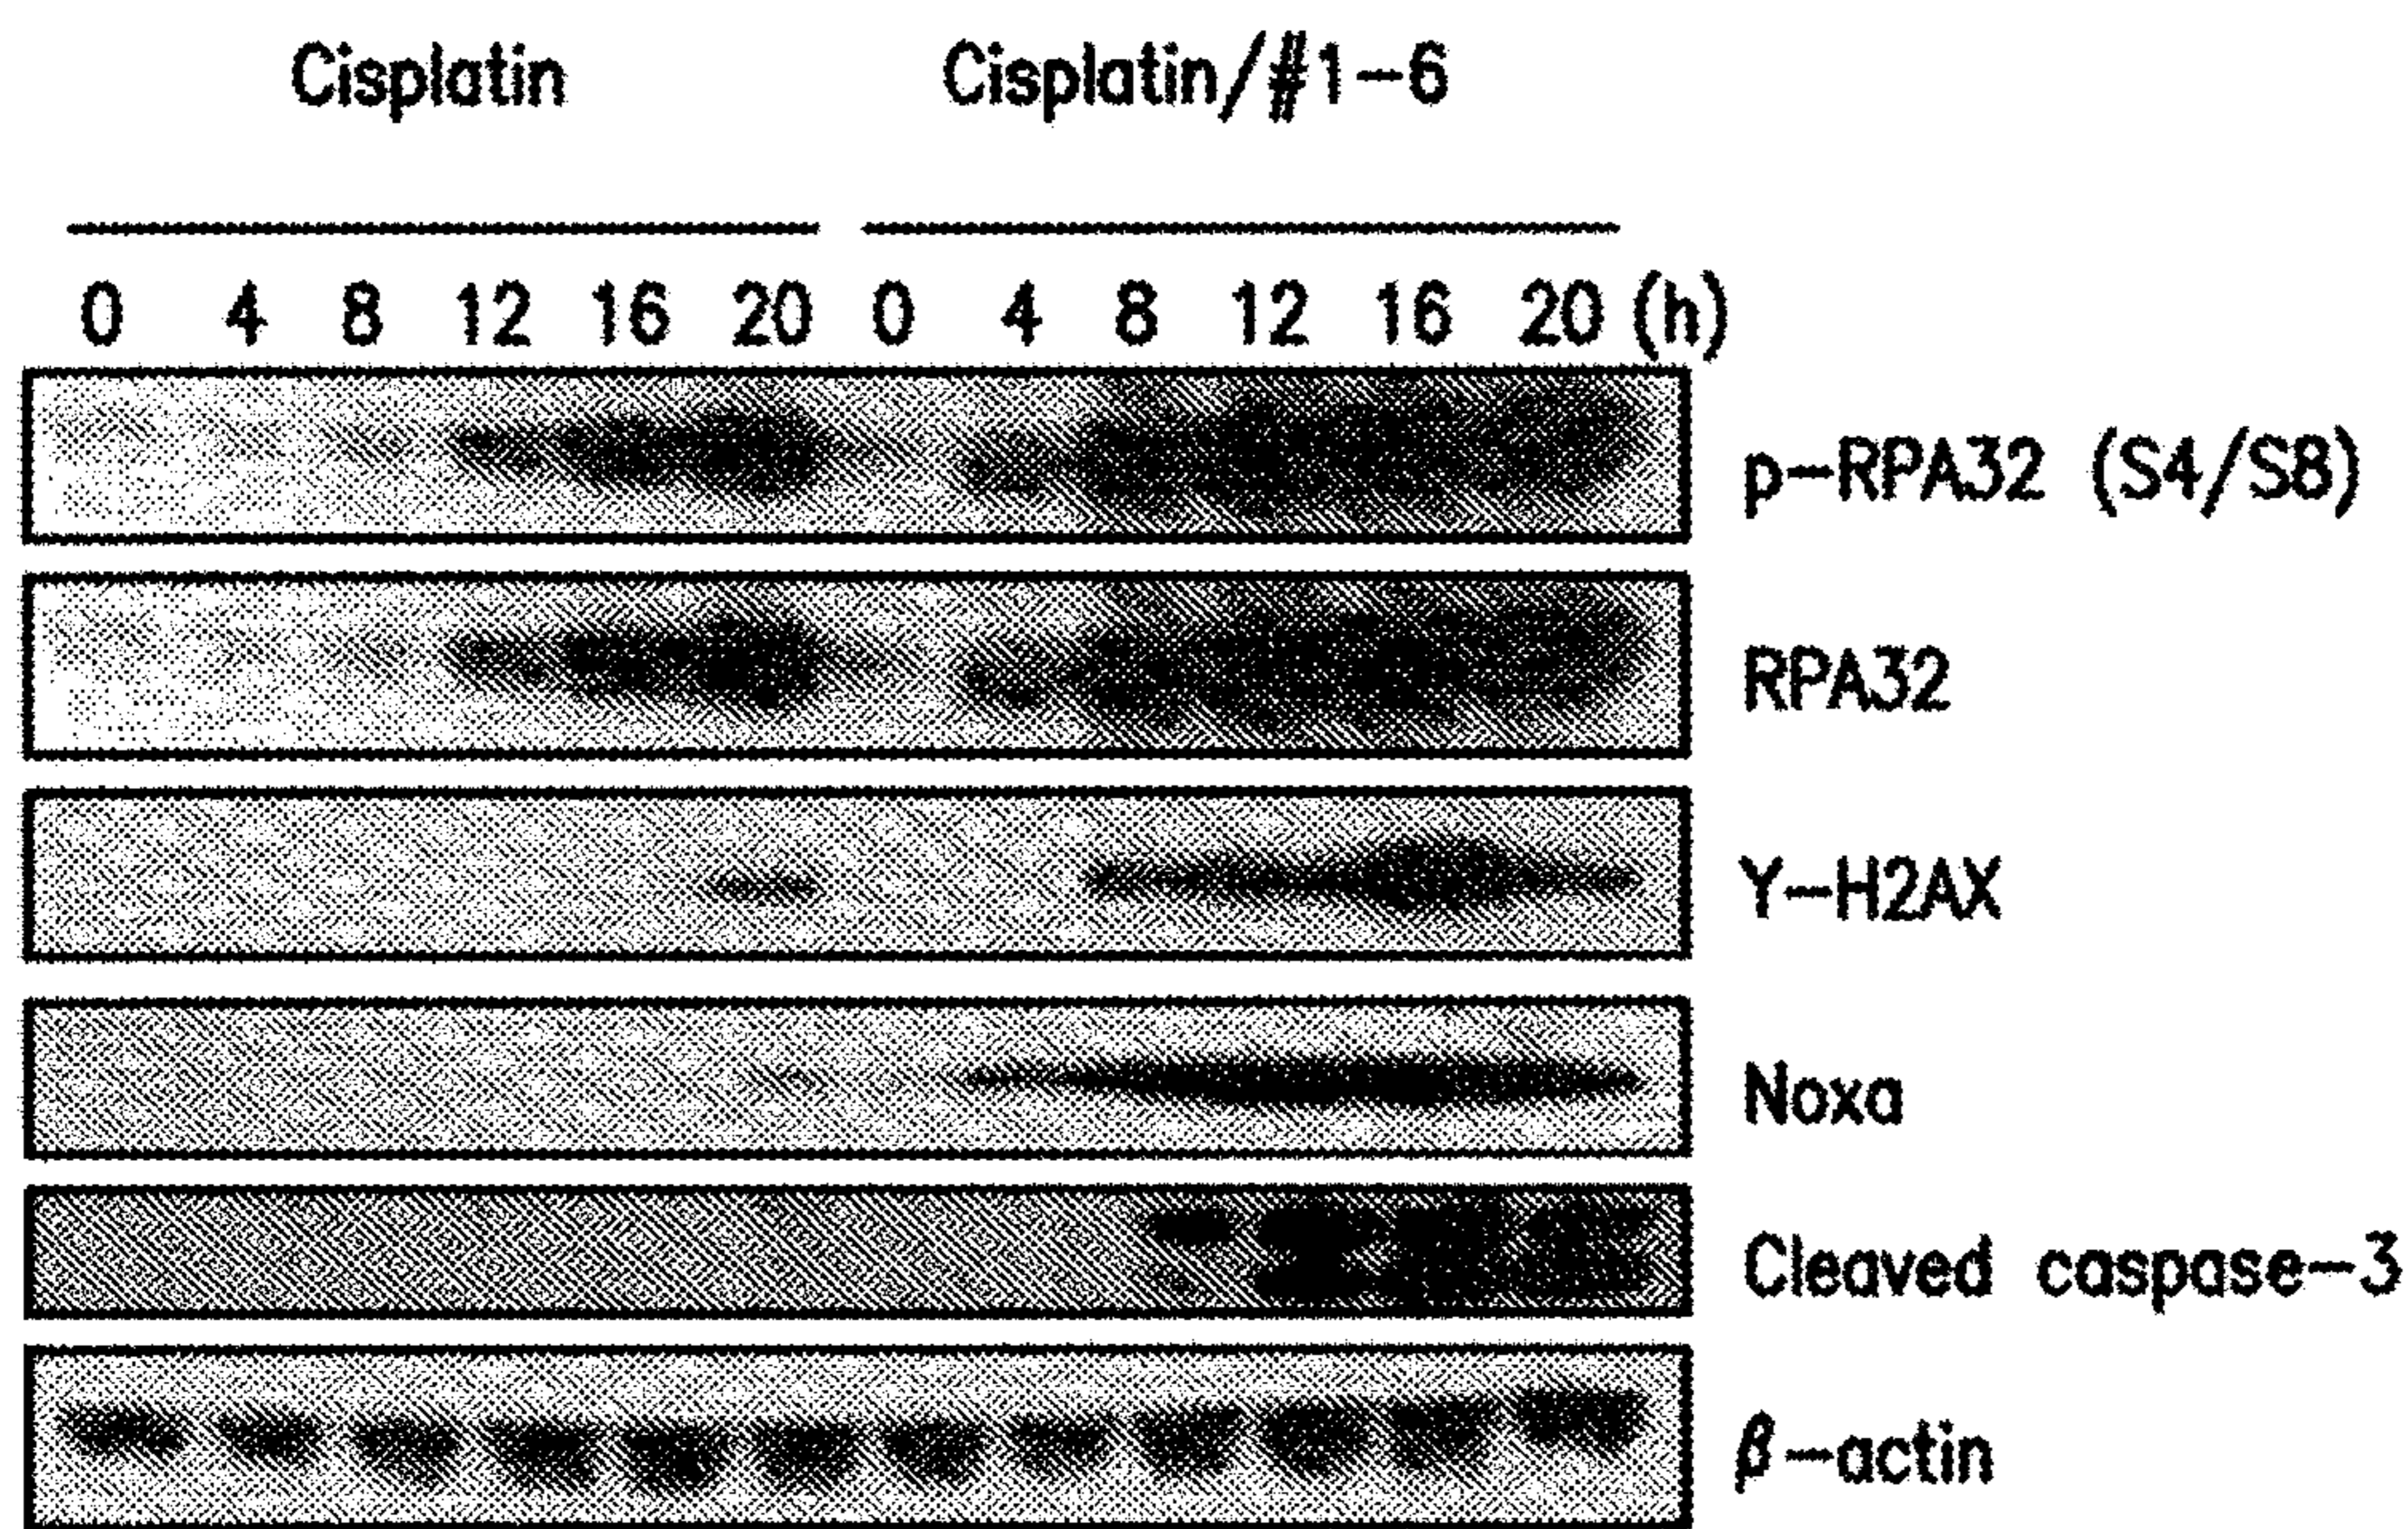 Cisplatin Cisplatin/#1-6
0 4 8 12 16 20 0 4 8 12 16 20 (h)
p-RPA32 (S4/S8)
RPA32
Y-H2AX
Noxa
Cleaved caspase-3
β-actin